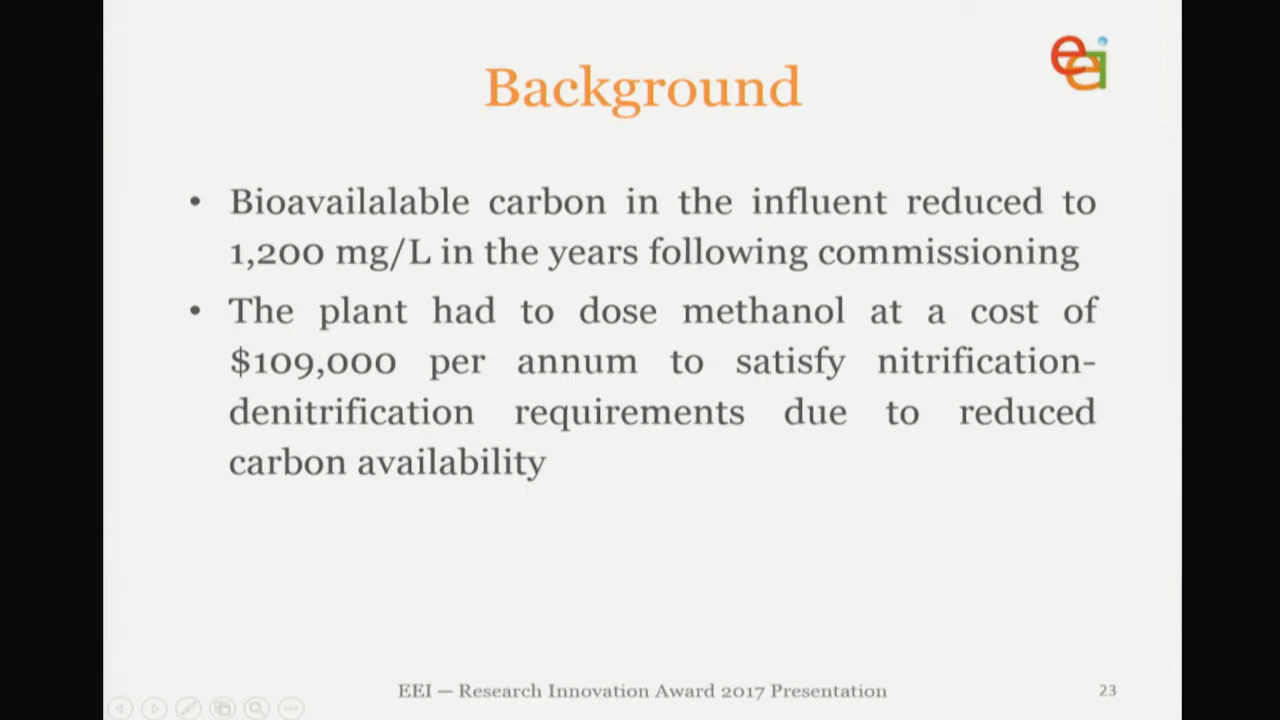 eei
Background
• Bioavailalable carbon in the influent reduced to
1,200 mg/L in the years following commissioning
• The plant had to dose methanol at a cost of
$109,000 per annum to satisfy nitrification-
denitrification requirements due to reduced
carbon availability
EEI — Research Innovation Award 2017 Presentation
23